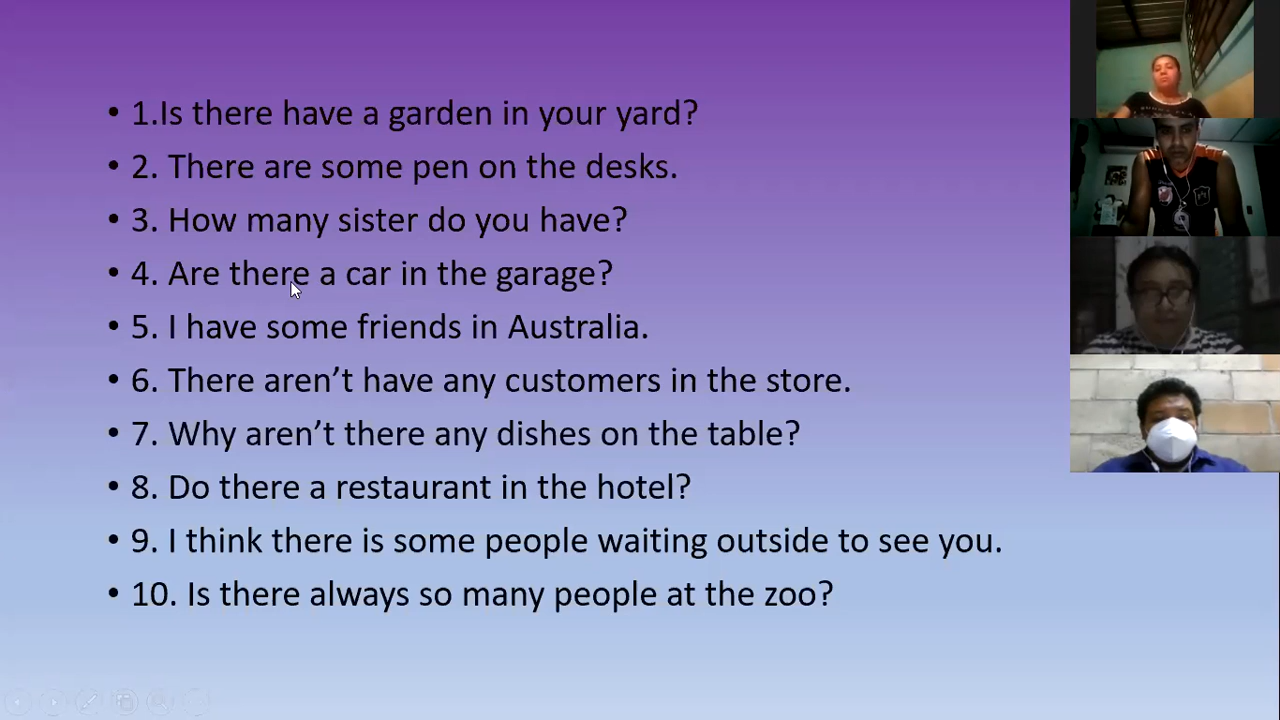 • 1.Is there have a garden in your yard?
• 2. There are some pen on the desks.
• 3. How many sister do you have?
• 4. Are there a car in the garage?
• 5. I have some friends in Australia.
• 6. There aren’t have any customers in the store.
• 7. Why aren’t there any dishes on the table?
• 8. Do there a restaurant in the hotel?
• 9. I think there is some people waiting outside to see you.
• 10. Is there always so many people at the zoo?